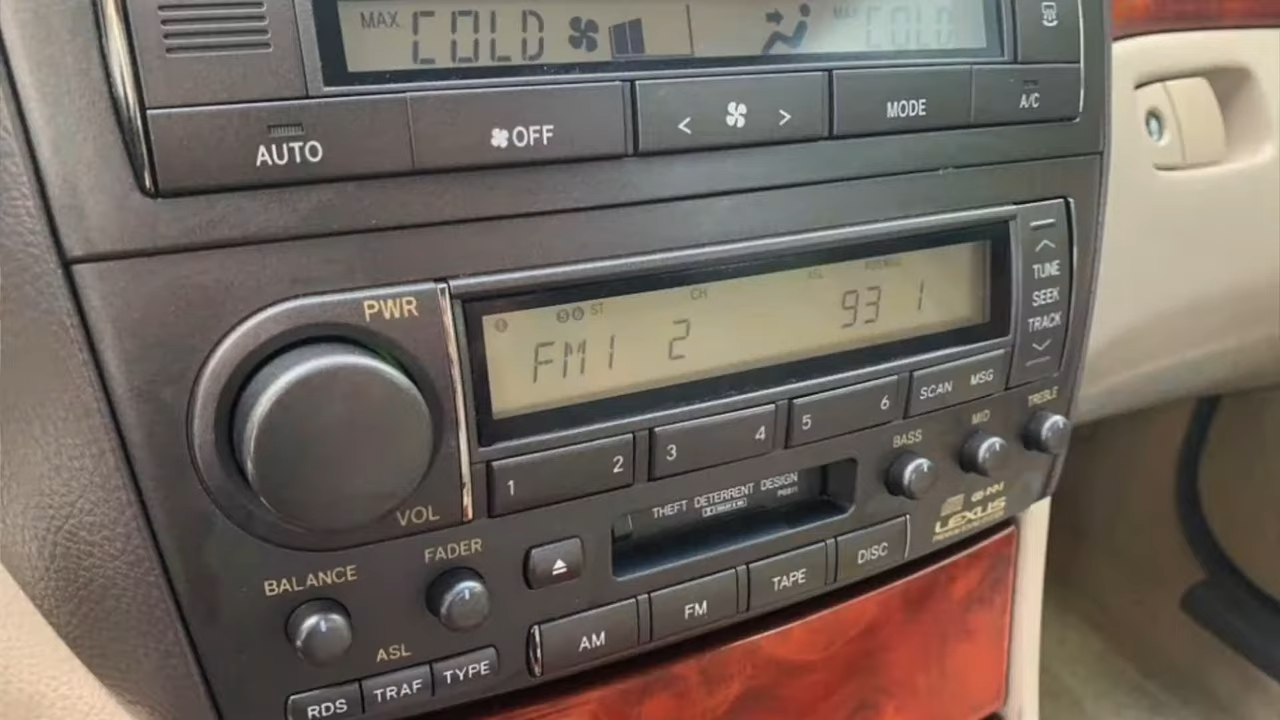 MAX COLD MAX COLD
AUTO OFF < > MODE A/C
PWR
VOL
ST CH ASL
FM1 2 93 1
TUNE
SEEK
TRACK
1 2 3 4 5 6 SCAN MSG
BASS MID TREBLE
THEFT DETERRENT DESIGN
LEXUS
BALANCE FADER
ASL
RDS TRAF TYPE
AM FM TAPE DISC